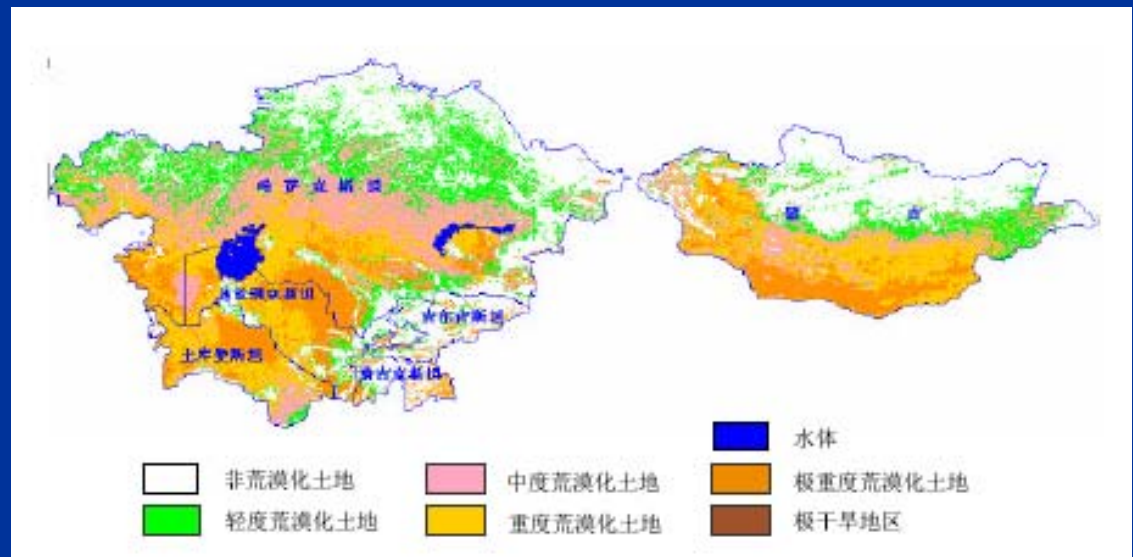 哈萨克斯坦
蒙 古
乌兹别克斯坦
吉尔吉斯坦
土库曼斯坦
塔吉克斯坦
水体
非荒漠化土地
中度荒漠化土地
极重度荒漠化土地
轻度荒漠化土地
重度荒漠化土地
极干旱地区